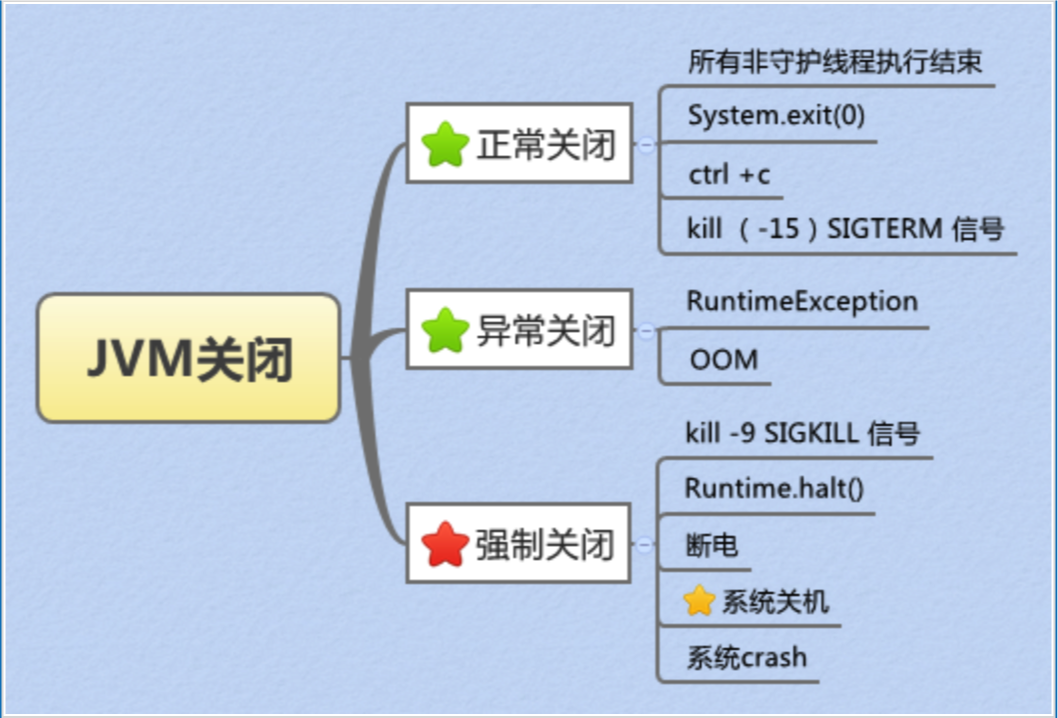 JVM关闭
正常关闭
所有非守护线程执行结束
System.exit(0)
ctrl +c
kill （-15）SIGTERM 信号
异常关闭
RuntimeException
OOM
强制关闭
kill -9 SIGKILL 信号
Runtime.halt()
断电
系统关机
系统crash